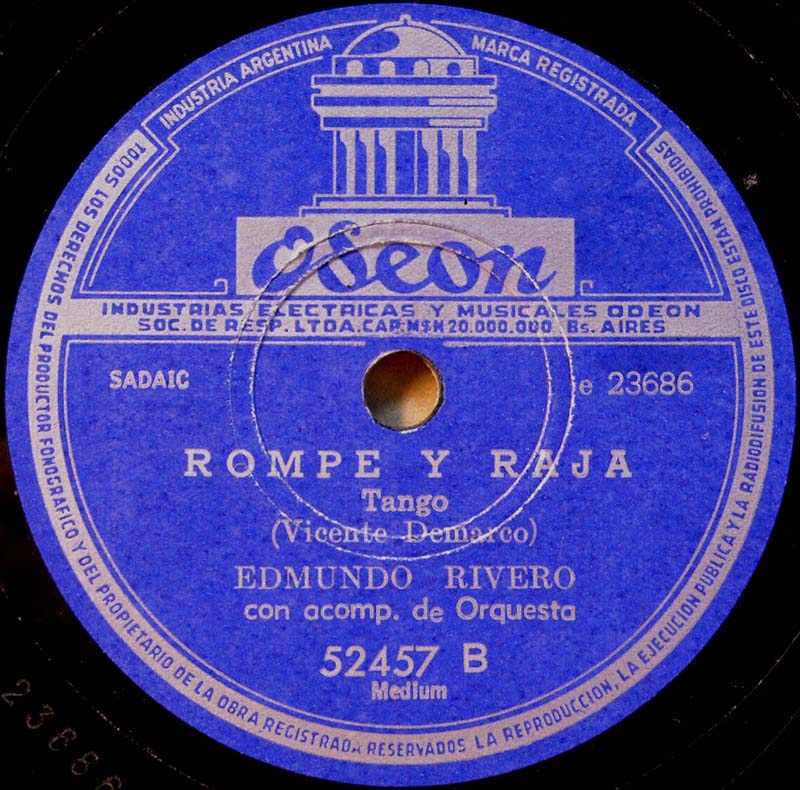 INDUSTRIA ARGENTINA
MARCA REGISTRADA
Odeon
INDUSTRIAS ELECTRICAS Y MUSICALES ODEON
SOC. DE RESP. LTDA. CAP. M$N 20.000.000 Bs. AIRES
SADAIC
e 23686
ROMPE Y RAJA
Tango
(Vicente Demarco)
EDMUNDO RIVERO
con acomp. de Orquesta
52457 B
Medium
TODOS LOS DERECHOS DEL PRODUCTOR FONOGRAFICO Y DEL PROPIETARIO DE LA OBRA REGISTRADA RESERVADOS LA REPRODUCCION, LA EJECUCION PUBLICA Y LA RADIODIFUSION DE ESTE DISCO ESTAN PROHIBIDAS
23686